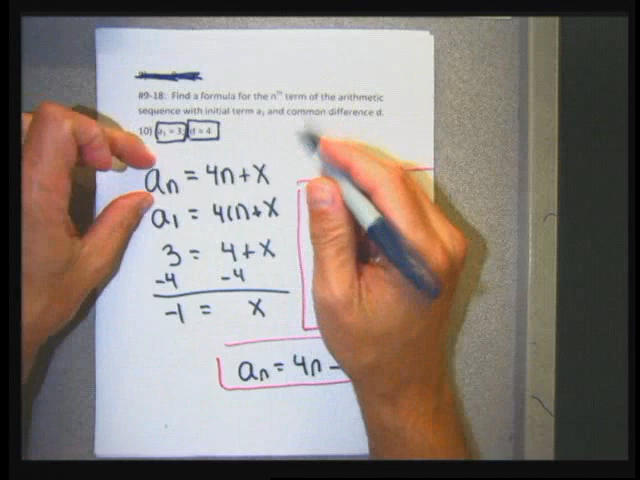 #9-18: Find a formula for the nth term of the arithmetic
sequence with initial term a₁ and common difference d.
10) a₁ = 3; d = 4
aₙ = 4n + x
a₁ = 4(n + x
3 = 4 + x
-4 -4
-1 = x
aₙ = 4n -